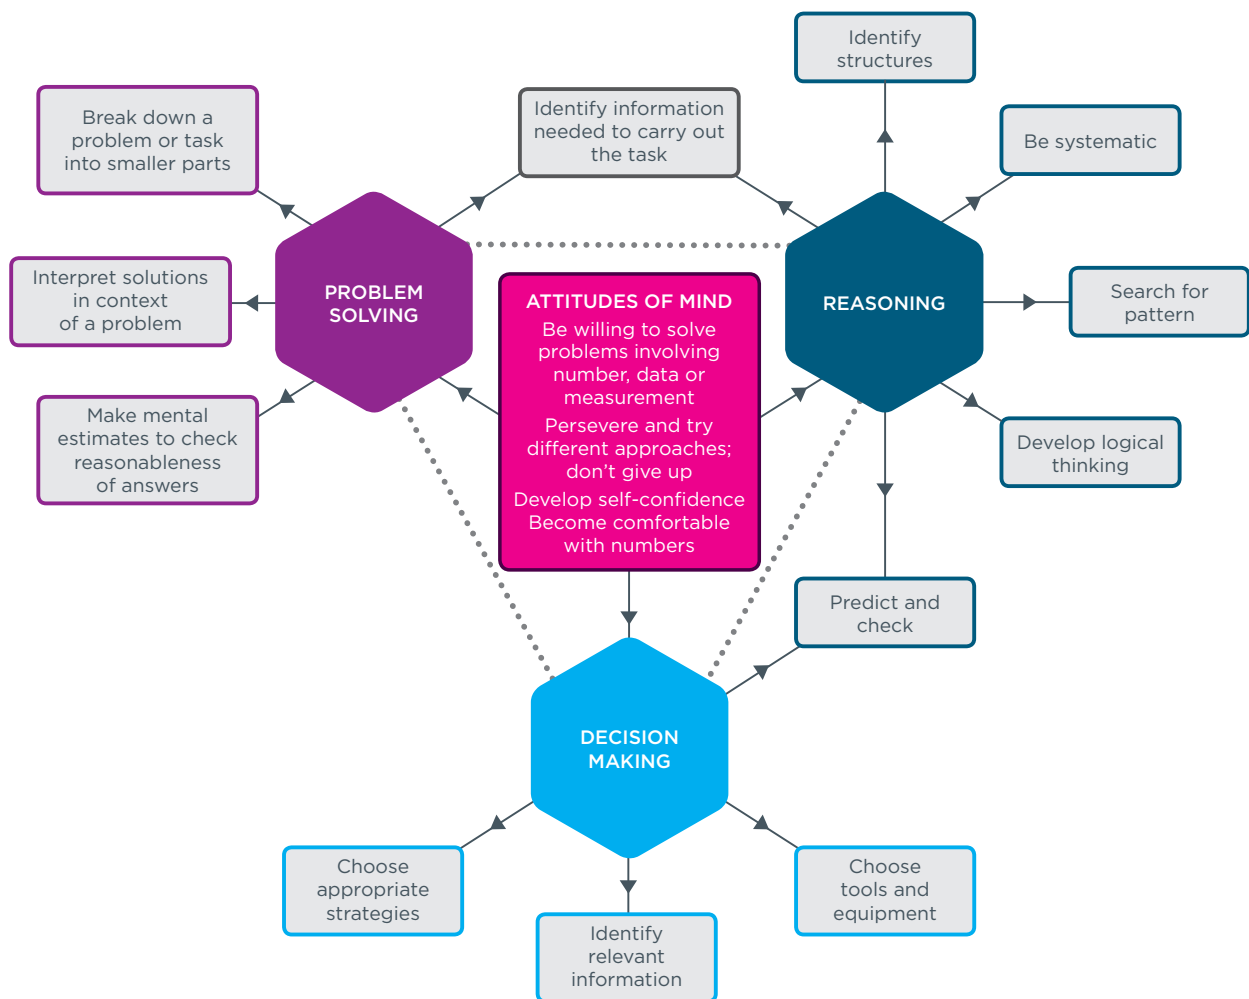 Identify
structures
Break down a
problem or task
into smaller parts
Identify information
needed to carry out
the task
Be systematic
Interpret solutions
in context
of a problem
PROBLEM
SOLVING
ATTITUDES OF MIND
Be willing to solve
problems involving
number, data or
measurement
Persevere and try
different approaches;
don’t give up
Develop self-confidence
Become comfortable
with numbers
REASONING
Search for
pattern
Make mental
estimates to check
reasonableness
of answers
Develop logical
thinking
Predict and
check
DECISION
MAKING
Choose
appropriate
strategies
Identify
relevant
information
Choose
tools and
equipment